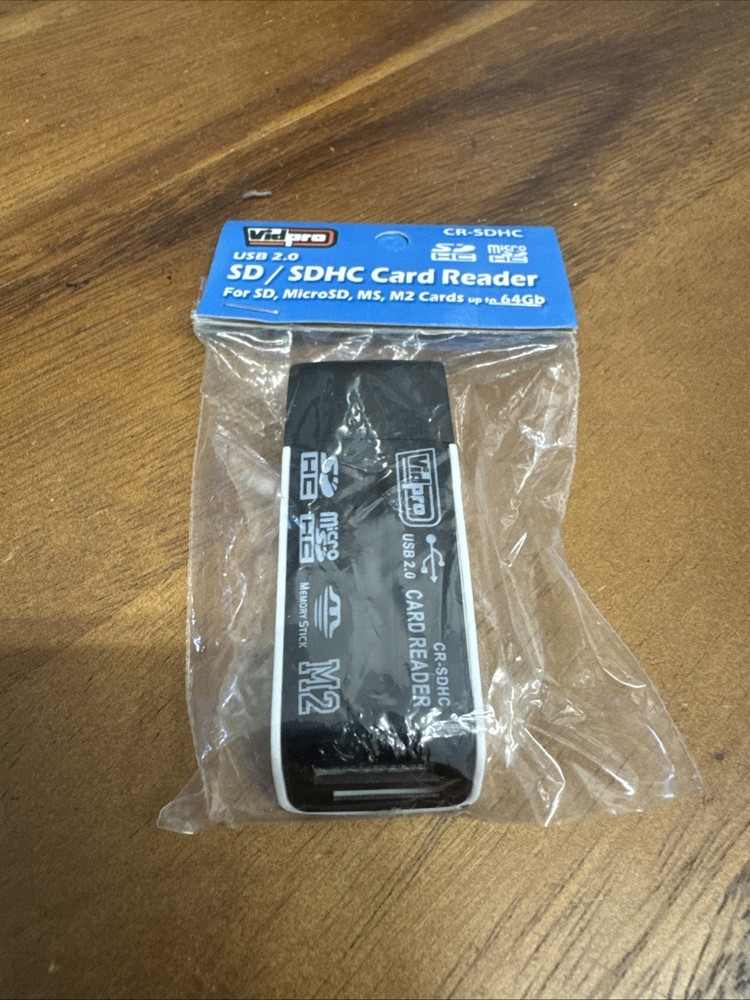 Vidpro
CR-SDHC
USB 2.0
SD HC
micro SD HC
SD / SDHC Card Reader
For SD, MicroSD, MS, M2 Cards up to 64Gb
Vidpro
USB 2.0 CARD READER
CR-SDHC
SD HC
micro SD HC
MEMORY STICK
M2